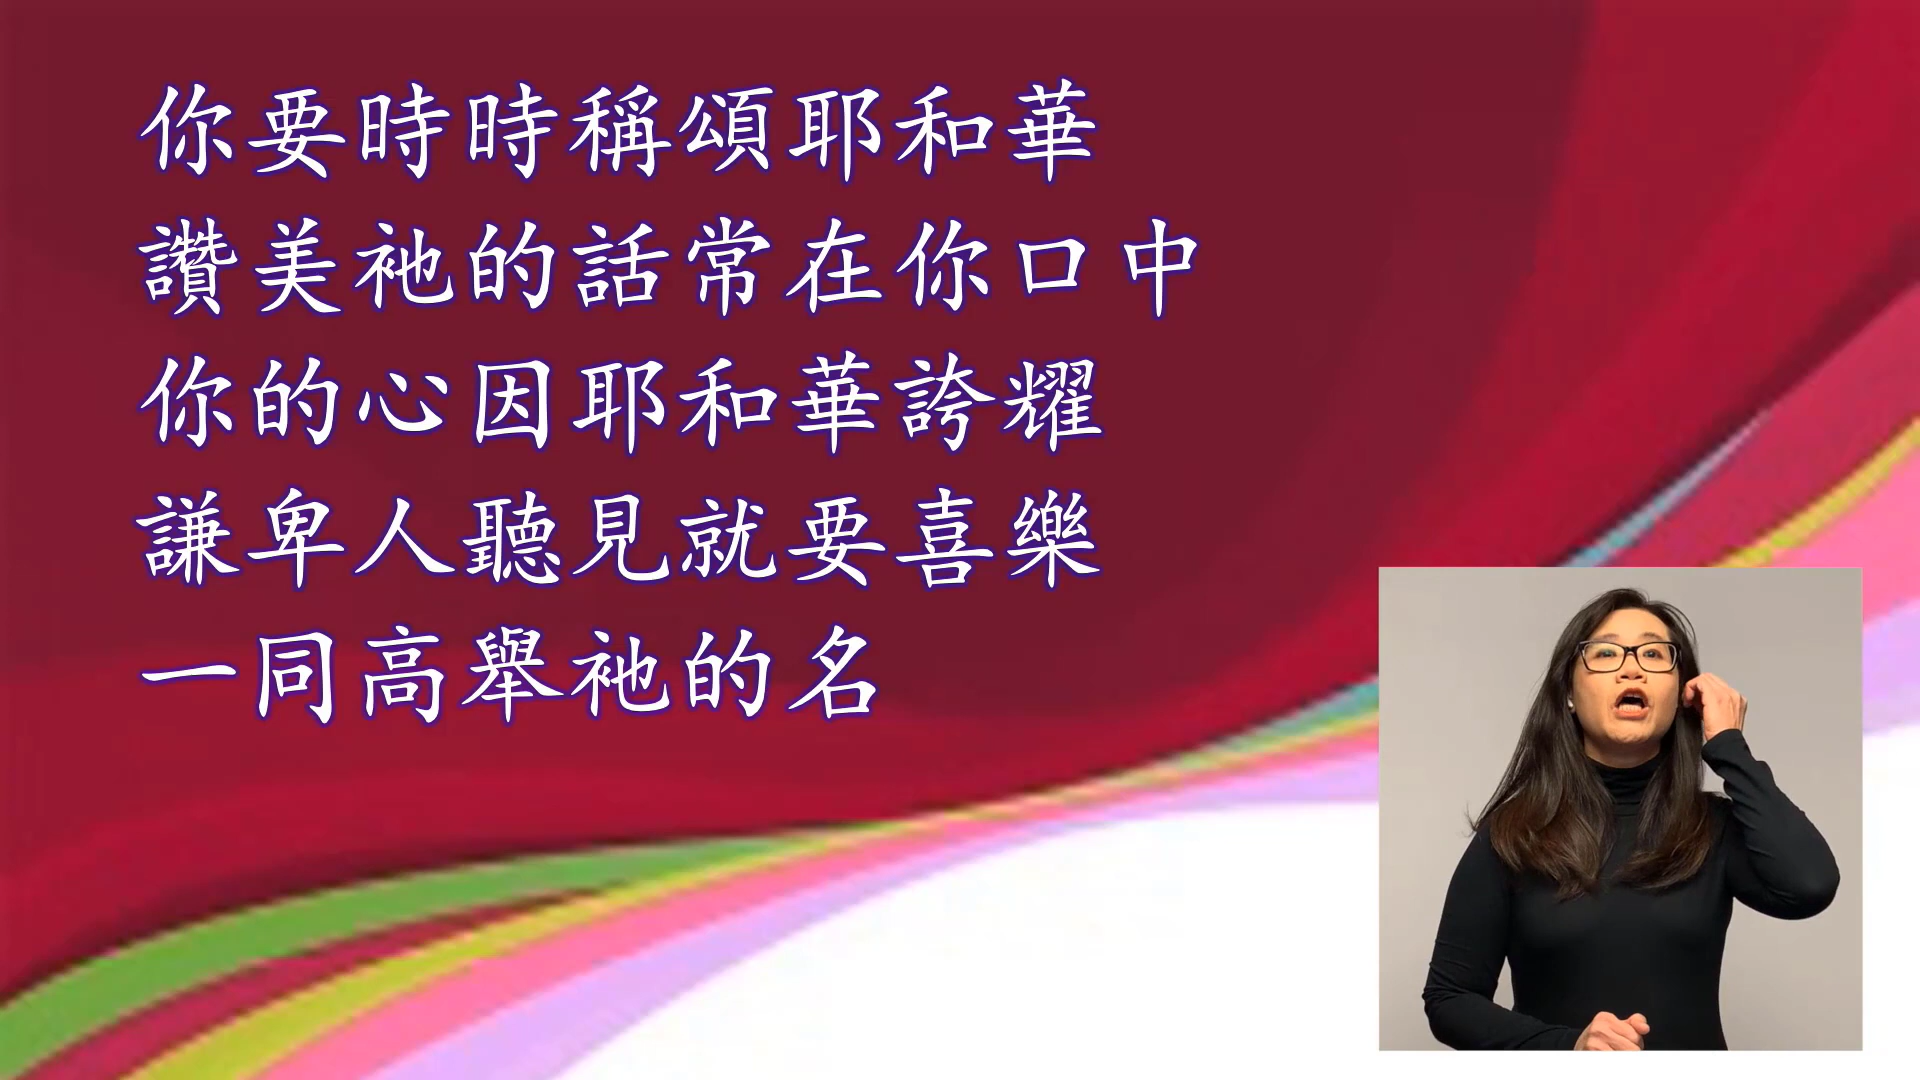 你要時時稱頌耶和華
讚美祂的話常在你口中
你的心因耶和華誇耀
謙卑人聽見就要喜樂
一同高舉祂的名